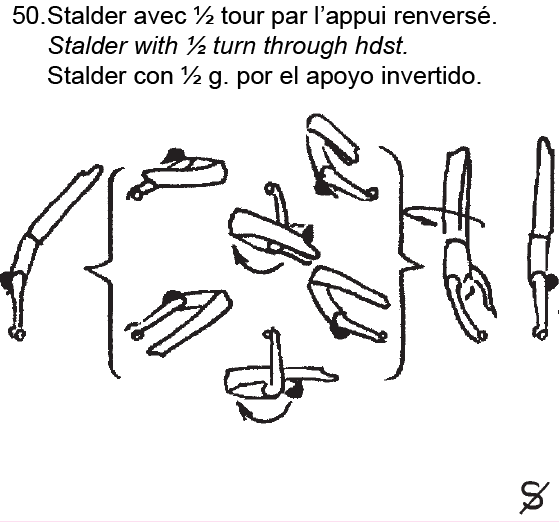 50.Stalder avec ½ tour par l’appui renversé.
Stalder with ½ turn through hdst.
Stalder con ½ g. por el apoyo invertido.